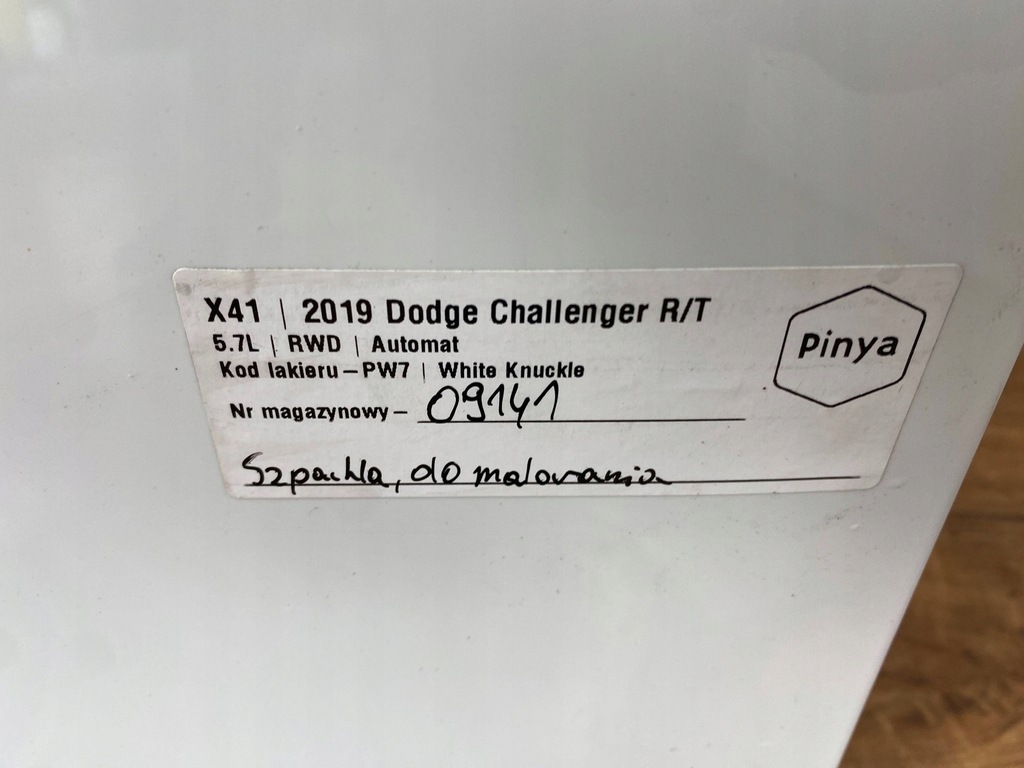 X41 | 2019 Dodge Challenger R/T
5.7L | RWD | Automat
Kod lakieru – PW7 | White Knuckle
Nr magazynowy – 09141
Szpachla, do malowania
Pinya